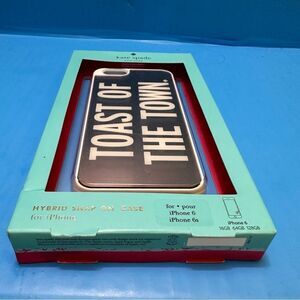 kate spade
TOAST OF
THE TOWN.
HYBRID SNAP ON CASE
for iPhone
for • pour
iPhone 6
iPhone 6s
iPhone 6
16GB 64GB 128GB